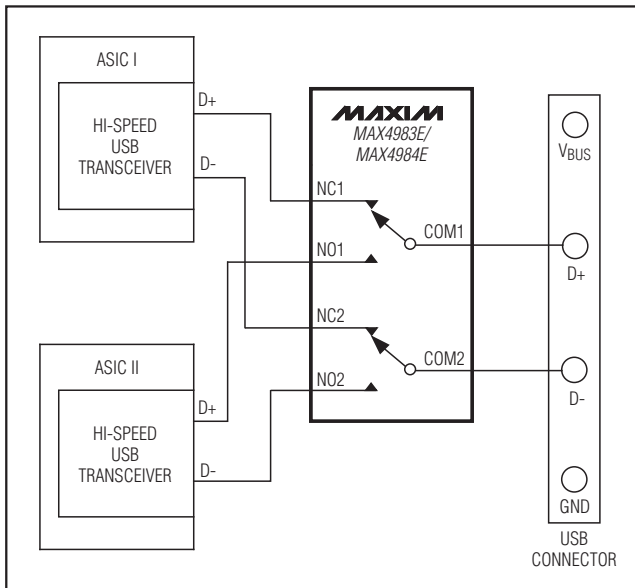 ASIC I
HI-SPEED
USB
TRANSCEIVER
D+
D-
ASIC II
HI-SPEED
USB
TRANSCEIVER
D+
D-
MAXIM
MAX4983E/
MAX4984E
NC1
COM1
NO1
NC2
COM2
NO2
VBUS
D+
D-
GND
USB
CONNECTOR